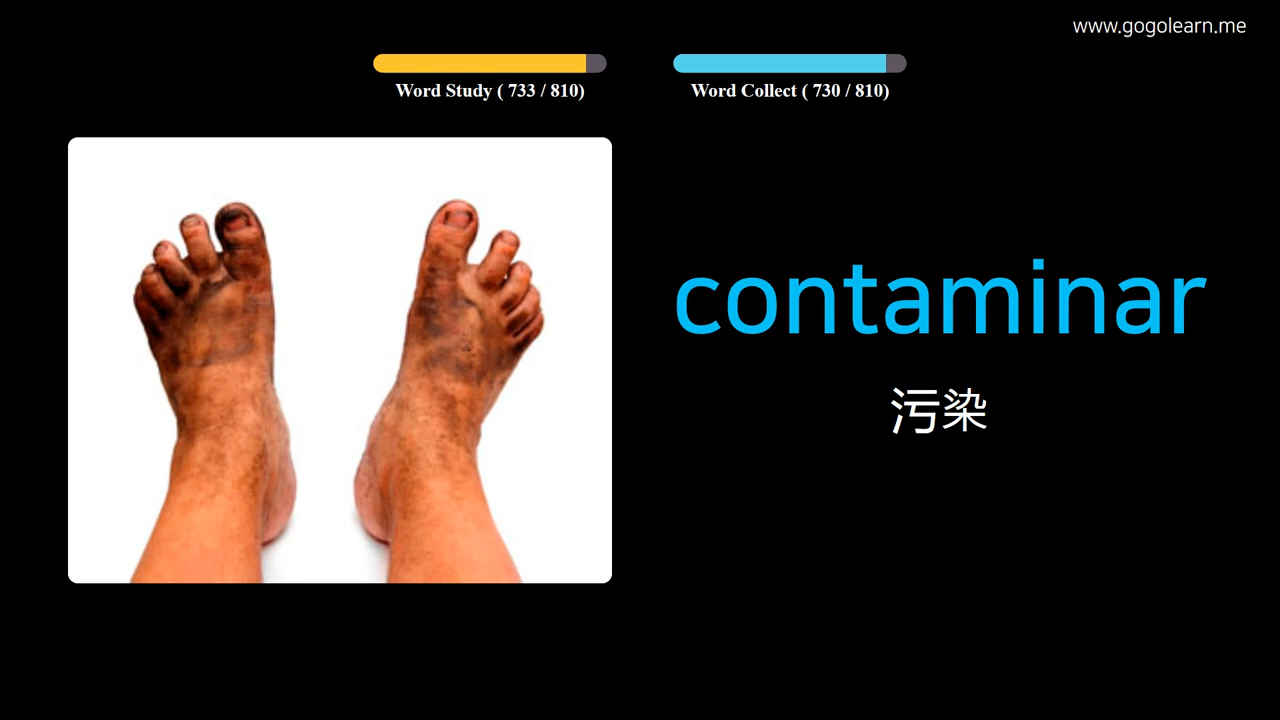 www.gogolearn.me
Word Study ( 733 / 810)
Word Collect ( 730 / 810)
contaminar
污染